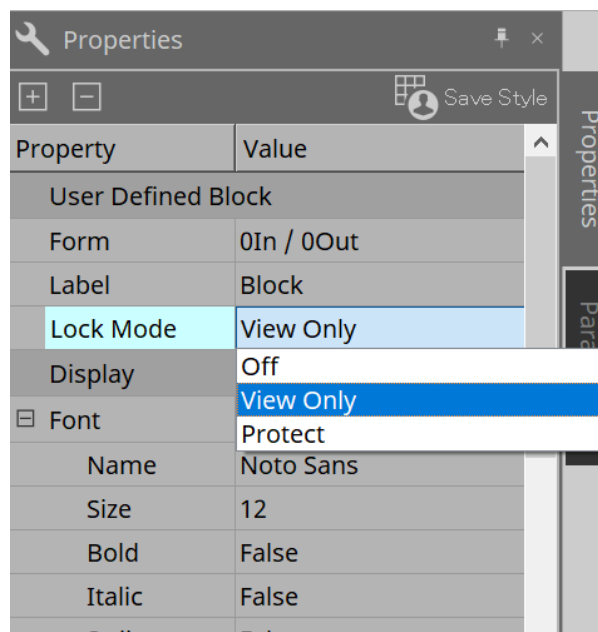 Properties
Save Style
Property Value
User Defined Block
Form 0In / 0Out
Label Block
Lock Mode View Only
Off
Display
View Only
Font
Protect
Name Noto Sans
Size 12
Bold False
Italic False
Properties